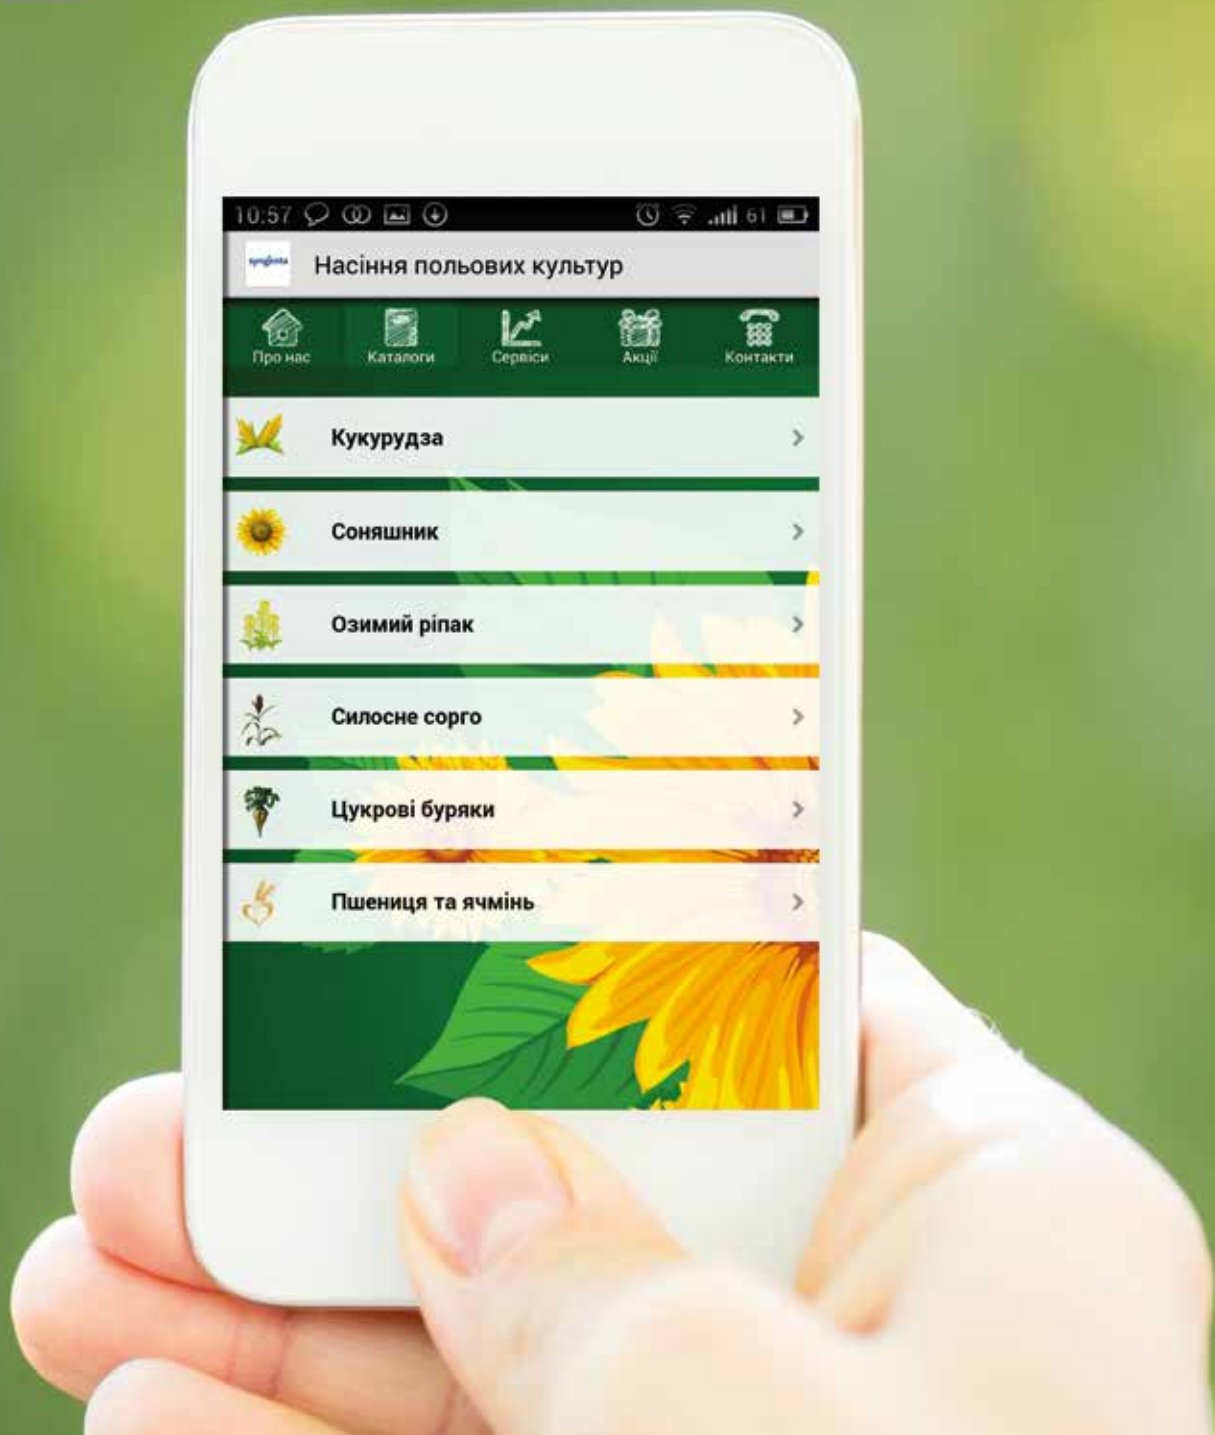 10:57
61
syngenta
Насіння польових культур
Про нас
Каталоги
Сервіси
Акції
Контакти
Кукурудза
Соняшник
Озимий ріпак
Силосне сорго
Цукрові буряки
Пшениця та ячмінь